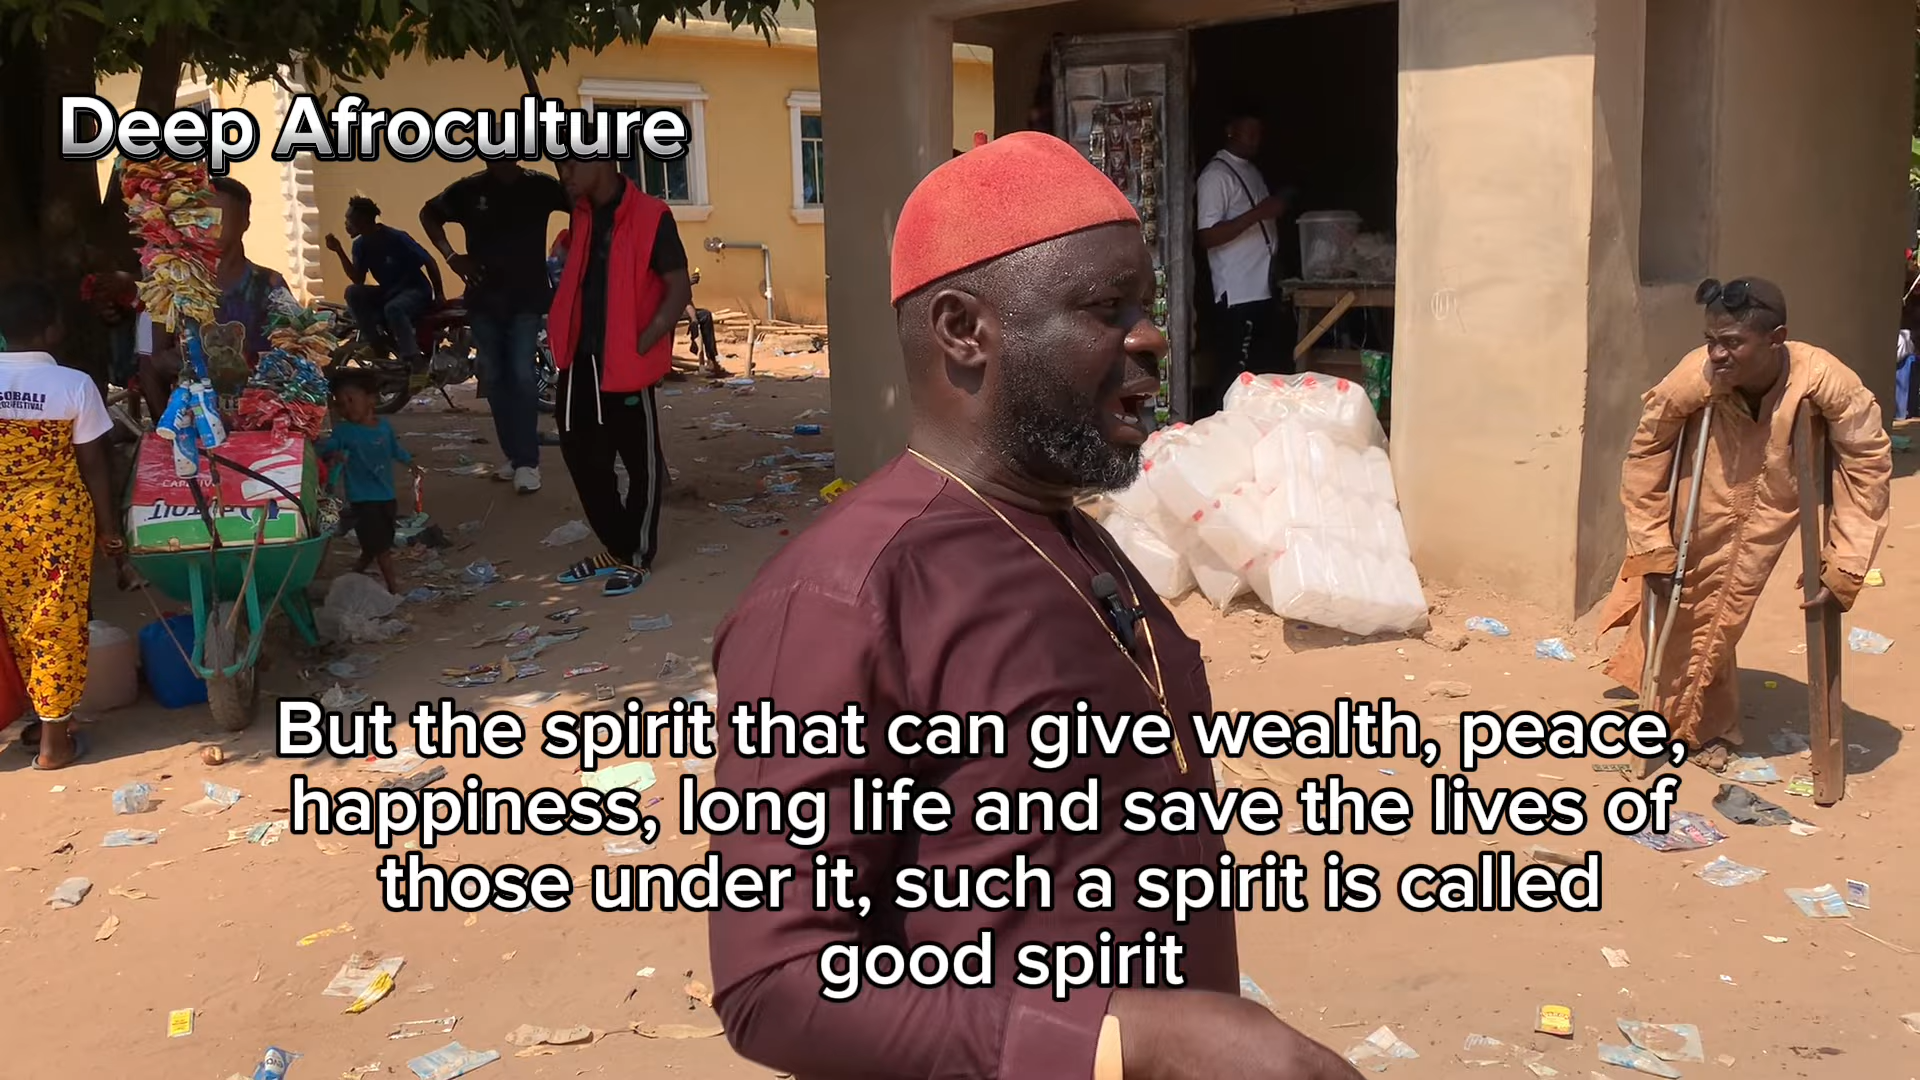 Deep Afroculture
But the spirit that can give wealth, peace,
happiness, long life and save the lives of
those under it, such a spirit is called
good spirit